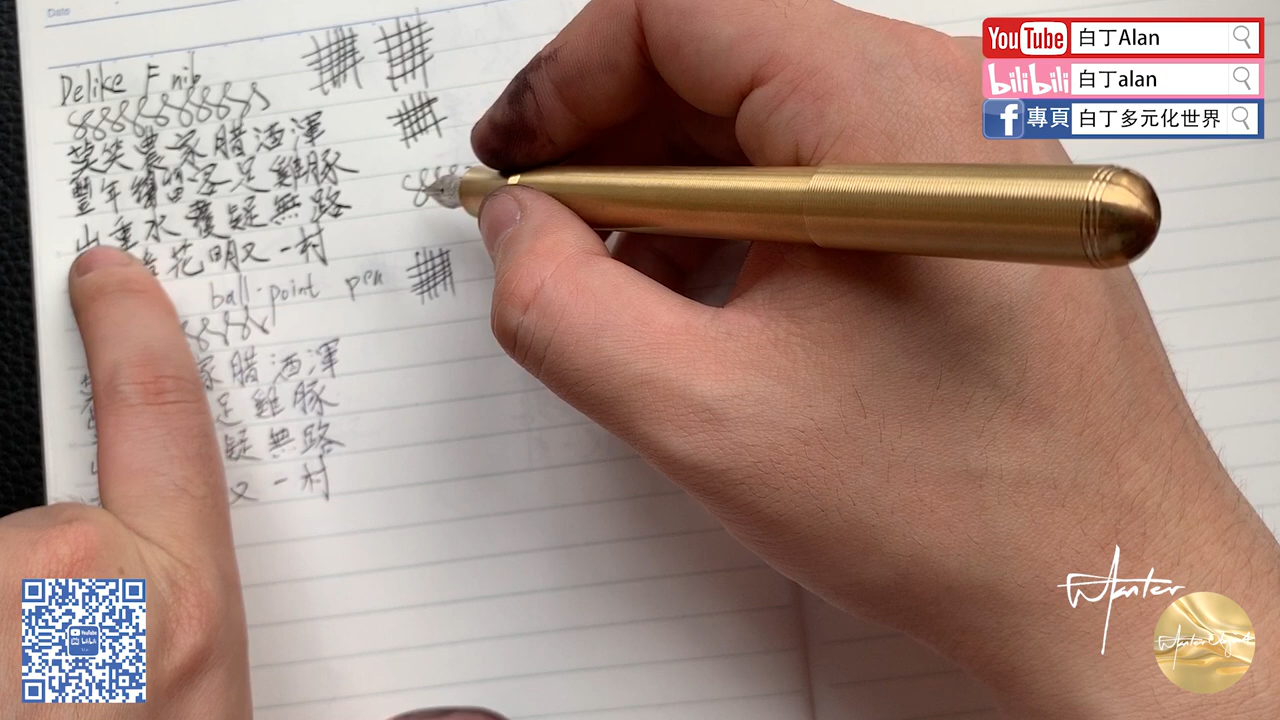 Date
Delike F nib
莫笑農家腊酒渾
豐年留客足雞豚
山重水覆疑無路
花明又一村
ball-point pen
家腊酒渾
足雞豚
疑無路
又一村
YouTube 白丁Alan
bilibili 白丁alan
f 專頁 白丁多元化世界